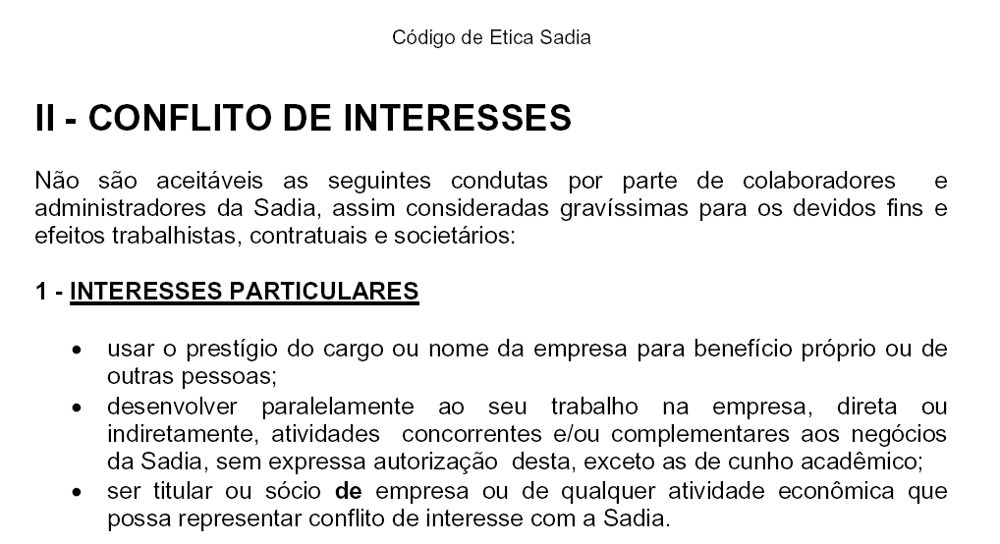 Código de Etica Sadia
II - CONFLITO DE INTERESSES
Não são aceitáveis as seguintes condutas por parte de colaboradores e
administradores da Sadia, assim consideradas gravíssimas para os devidos fins e
efeitos trabalhistas, contratuais e societários:
1 - INTERESSES PARTICULARES
• usar o prestígio do cargo ou nome da empresa para benefício próprio ou de
outras pessoas;
• desenvolver paralelamente ao seu trabalho na empresa, direta ou
indiretamente, atividades concorrentes e/ou complementares aos negócios
da Sadia, sem expressa autorização desta, exceto as de cunho acadêmico;
• ser titular ou sócio de empresa ou de qualquer atividade econômica que
possa representar conflito de interesse com a Sadia.